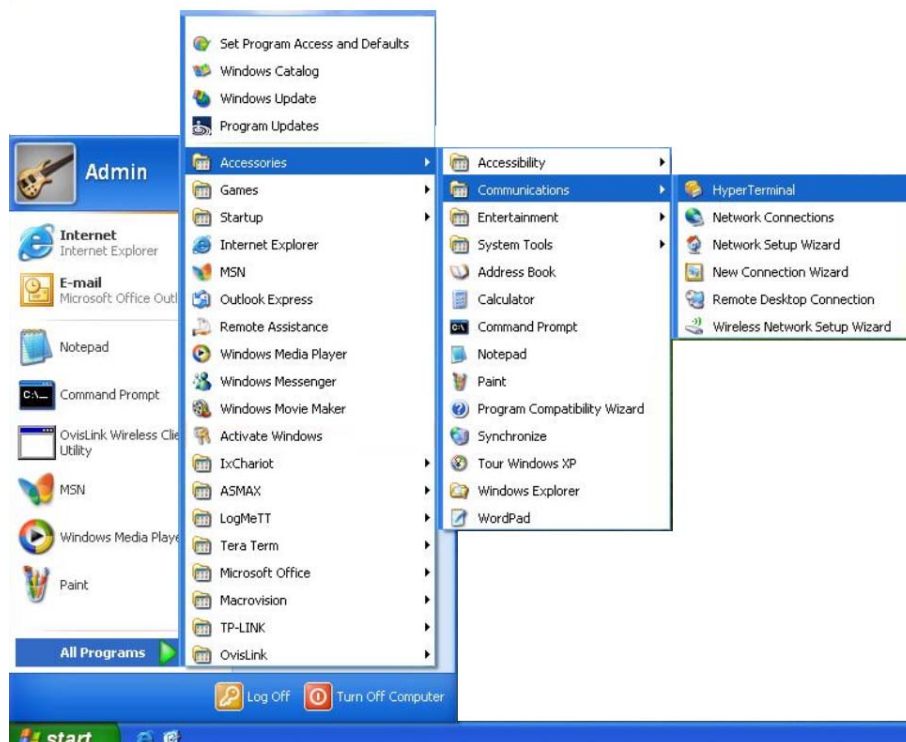 Set Program Access and Defaults
Windows Catalog
Windows Update
Program Updates
Admin
Internet
Internet Explorer
E-mail
Microsoft Office Outl
Notepad
C:\_
Command Prompt
OvisLink Wireless Clie
Utility
MSN
Windows Media Playe
Paint
All Programs
Accessories
Games
Startup
Internet Explorer
MSN
Outlook Express
Remote Assistance
Windows Media Player
Windows Messenger
Windows Movie Maker
Activate Windows
IxChariot
ASMAX
LogMeTT
Tera Term
Microsoft Office
Macrovision
TP-LINK
OvisLink
Accessibility
Communications
Entertainment
System Tools
Address Book
Calculator
Command Prompt
Notepad
Paint
Program Compatibility Wizard
Synchronize
Tour Windows XP
Windows Explorer
WordPad
HyperTerminal
Network Connections
Network Setup Wizard
New Connection Wizard
Remote Desktop Connection
Wireless Network Setup Wizard
Log Off
Turn Off Computer
start